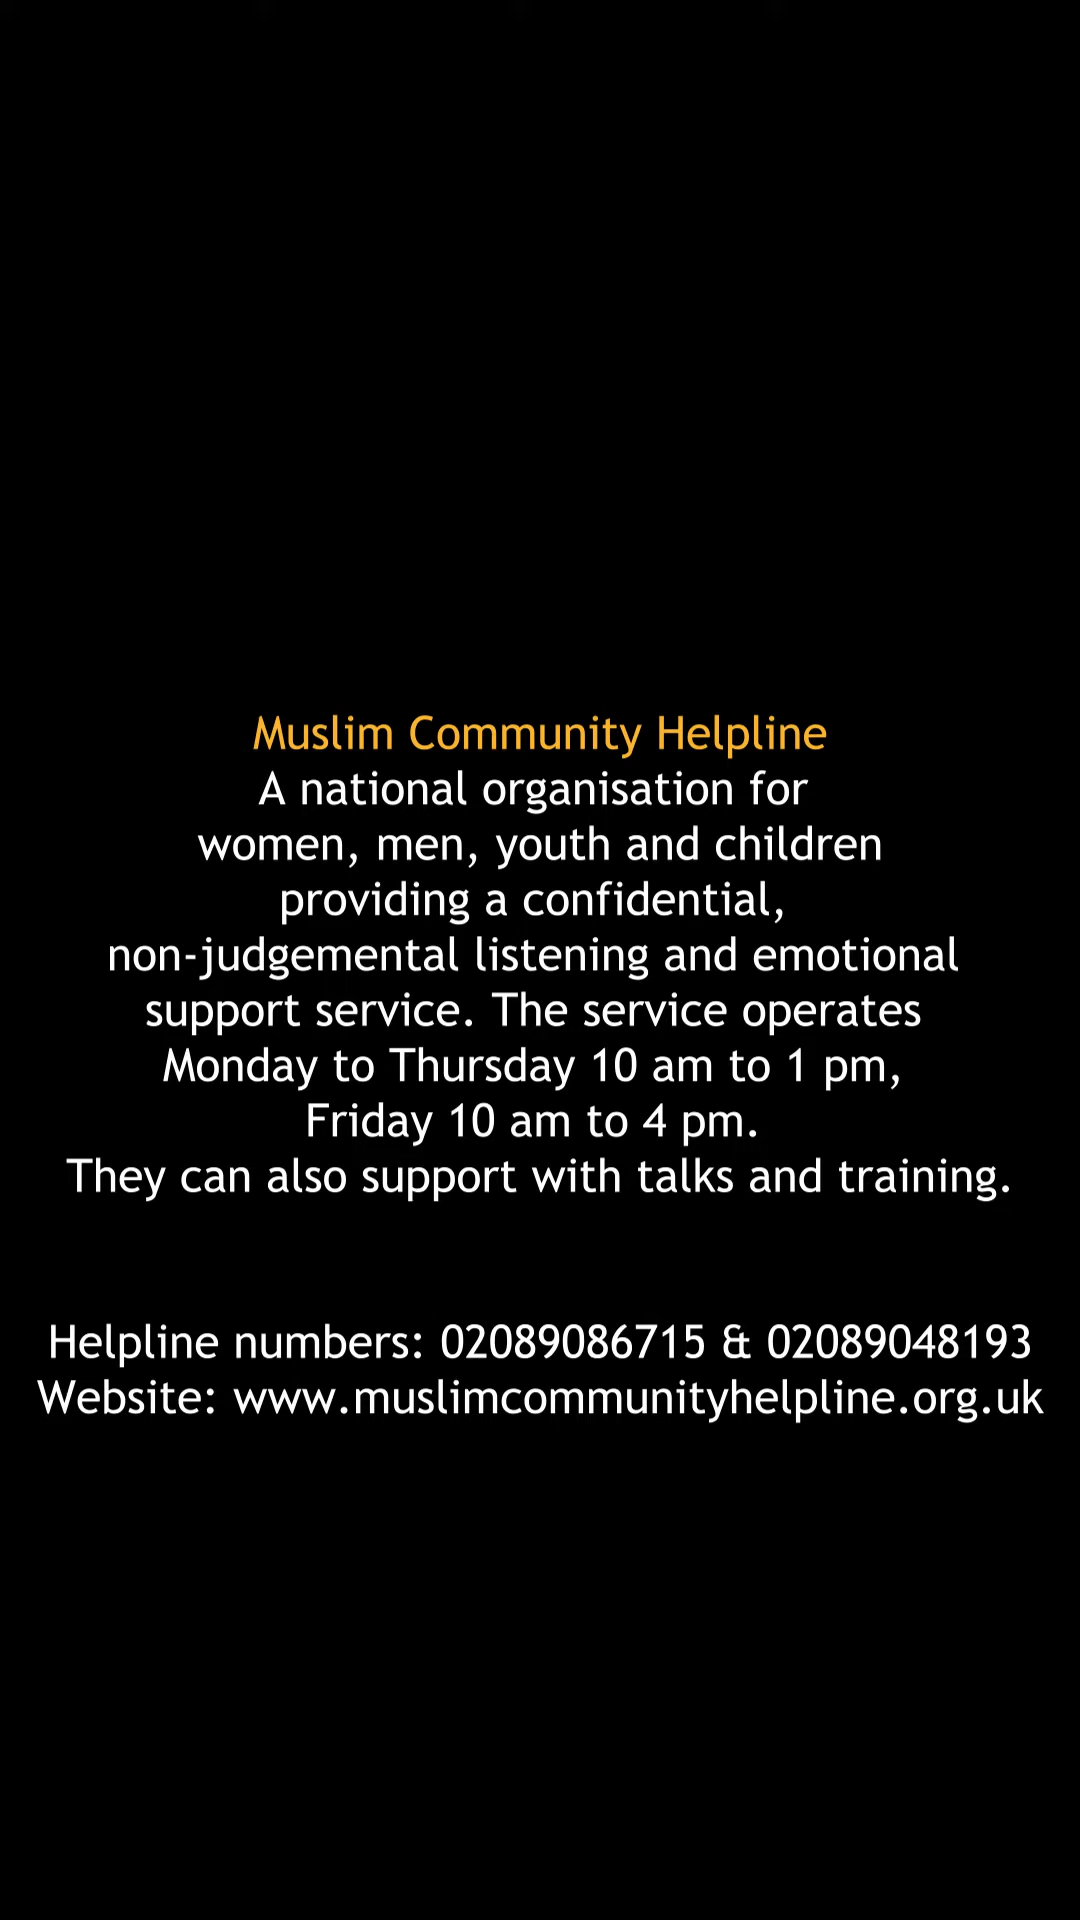 Muslim Community Helpline
A national organisation for
women, men, youth and children
providing a confidential,
non-judgemental listening and emotional
support service. The service operates
Monday to Thursday 10 am to 1 pm,
Friday 10 am to 4 pm.
They can also support with talks and training.
Helpline numbers: 02089086715 & 02089048193
Website: www.muslimcommunityhelpline.org.uk